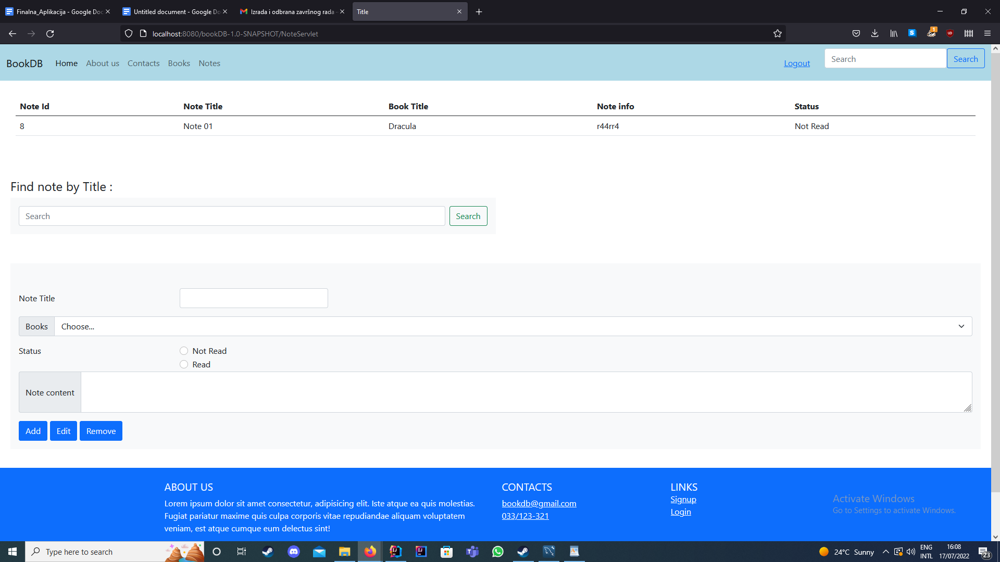 Finalna_Aplikacija - Google Doc
Untitled document - Google Do
Izrada i odbrana završnog rada -
Title
localhost:8080/bookDB-1.0-SNAPSHOT/NoteServlet
BookDB Home About us Contacts Books Notes Logout Search Search
Note Id Note Title Book Title Note info Status
8 Note 01 Dracula r44rr4 Not Read
Find note by Title :
Search Search
Note Title
Books Choose...
Status Not Read
Read
Note content
Add Edit Remove
ABOUT US
Lorem ipsum dolor sit amet consectetur, adipisicing elit. Iste atque ea quis molestias.
Fugiat pariatur maxime quis culpa corporis vitae repudiandae aliquam voluptatem
veniam, est atque cumque eum delectus sint!
CONTACTS
bookdb@gmail.com
033/123-321
LINKS
Signup
Login
Activate Windows
Go to Settings to activate Windows.
Type here to search
24°C Sunny
ENG
INTL
16:08
17/07/2022
23